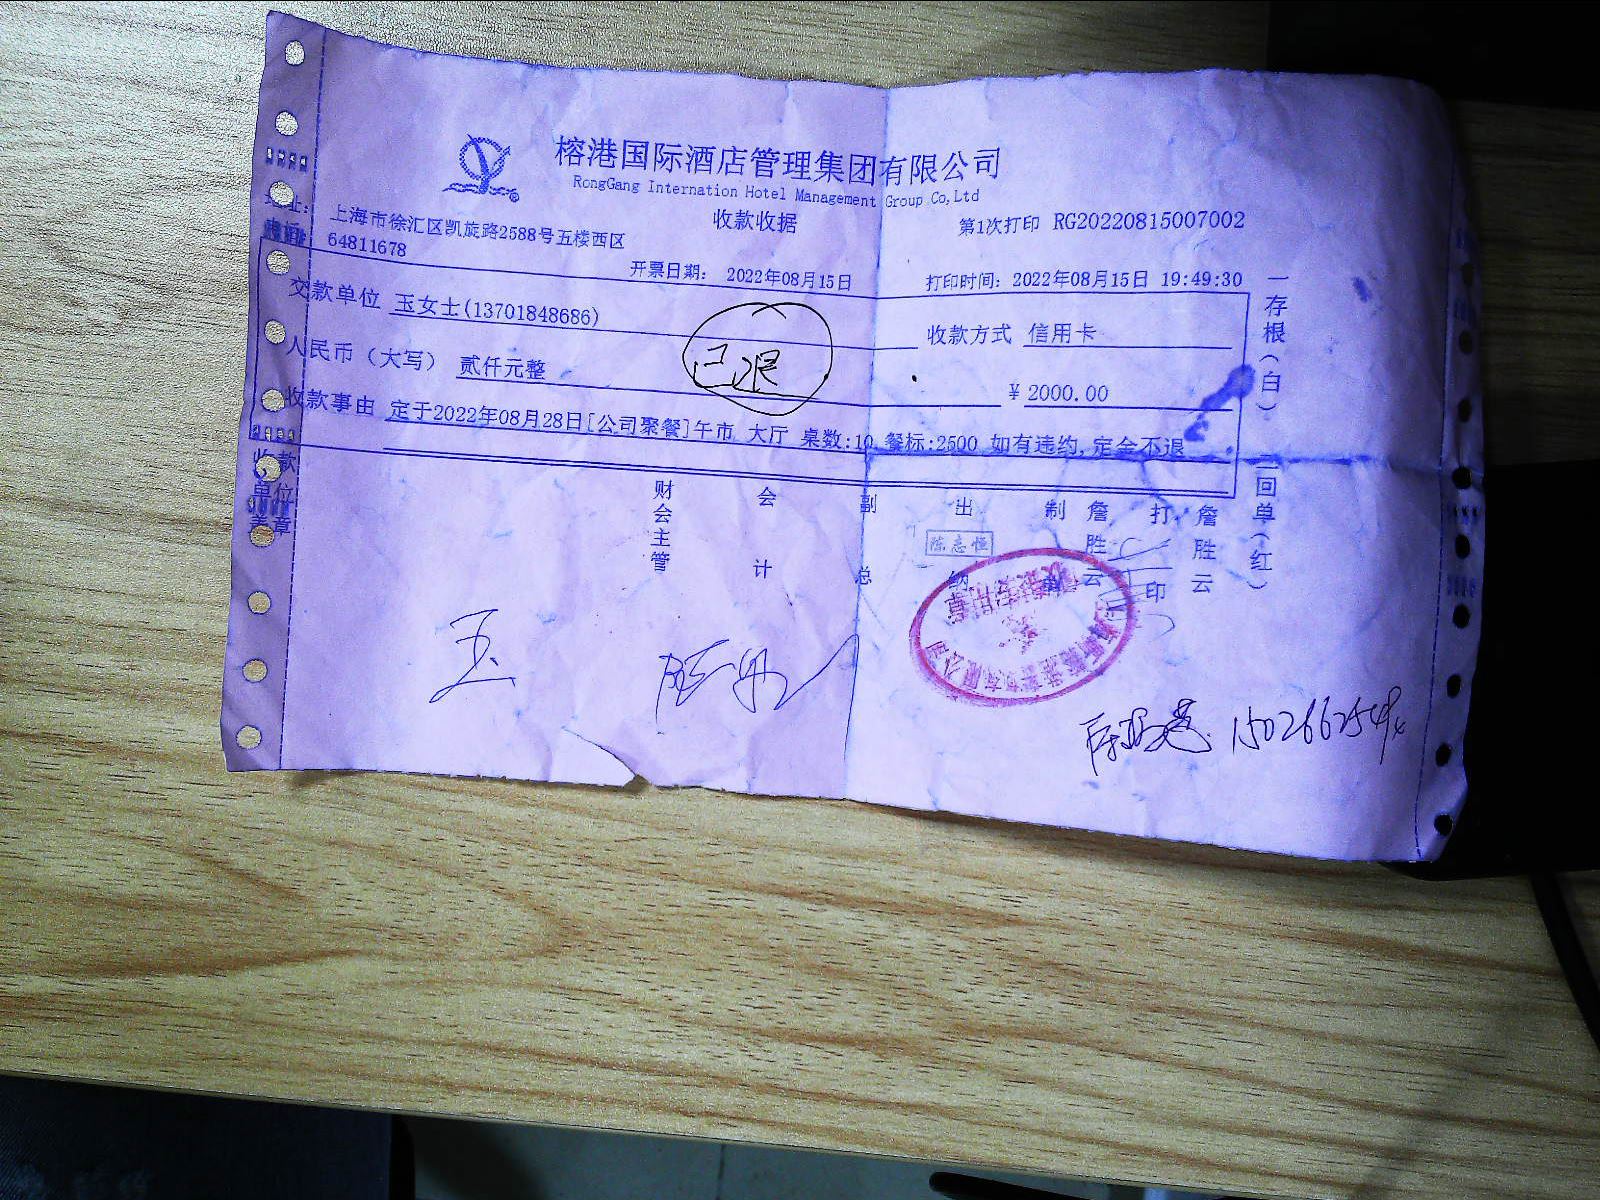 榕港国际酒店管理集团有限公司
RongGang Internation Hotel Management Group Co,Ltd
收款收据
第1次打印 RG20220815007002
地址: 上海市徐汇区凯旋路2588号五楼西区
64811678
开票日期: 2022年08月15日
打印时间: 2022年08月15日 19:49:30
交款单位 玉女士(13701848686)
收款方式 信用卡
人民币（大写） 贰仟元整
¥ 2000.00
已退
收款事由 定于2022年08月28日[公司聚餐]午市 大厅 桌数:10 餐标:2500 如有违约,定金不退
一存根(白)
二回单(红)
收款单位盖章
财会主管
会计
副总
出纳
陈志恒
制
詹胜云
打印
詹胜云
玉
15026625494